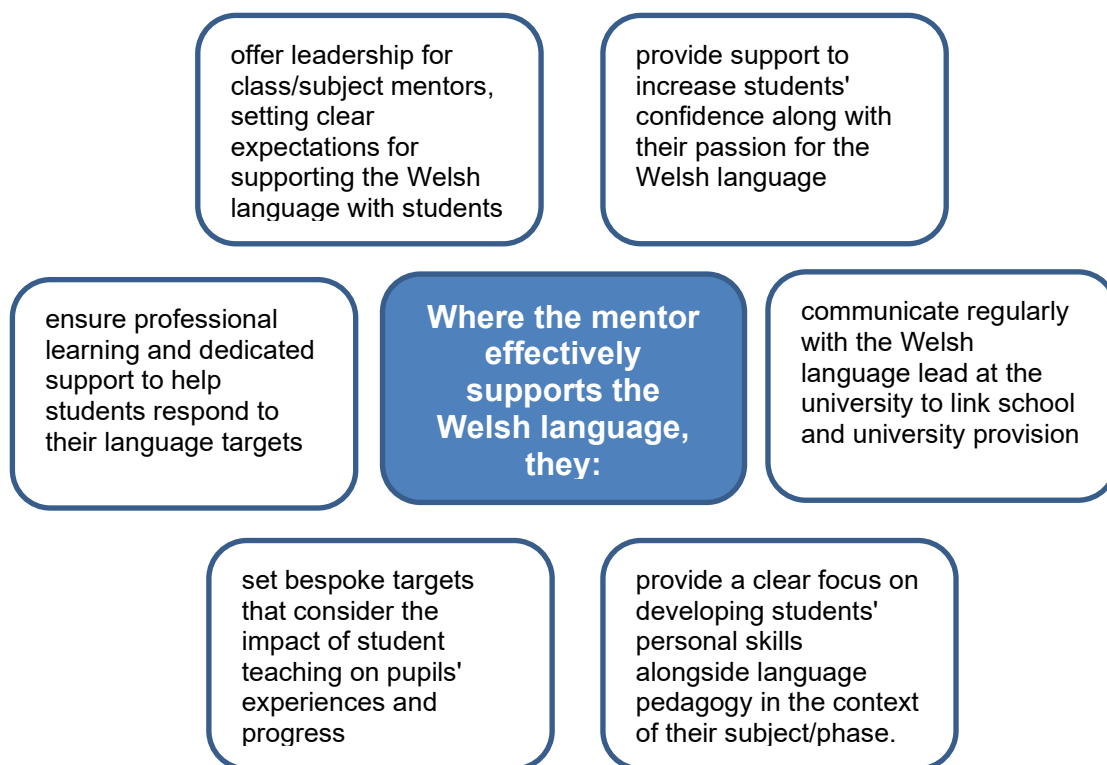 offer leadership for
class/subject mentors,
setting clear
expectations for
supporting the Welsh
language with students
provide support to
increase students'
confidence along with
their passion for the
Welsh language
ensure professional
learning and dedicated
support to help
students respond to
their language targets
Where the mentor
effectively
supports the
Welsh language,
they:
communicate regularly
with the Welsh
language lead at the
university to link school
and university provision
set bespoke targets
that consider the
impact of student
teaching on pupils'
experiences and
progress
provide a clear focus on
developing students'
personal skills
alongside language
pedagogy in the context
of their subject/phase.